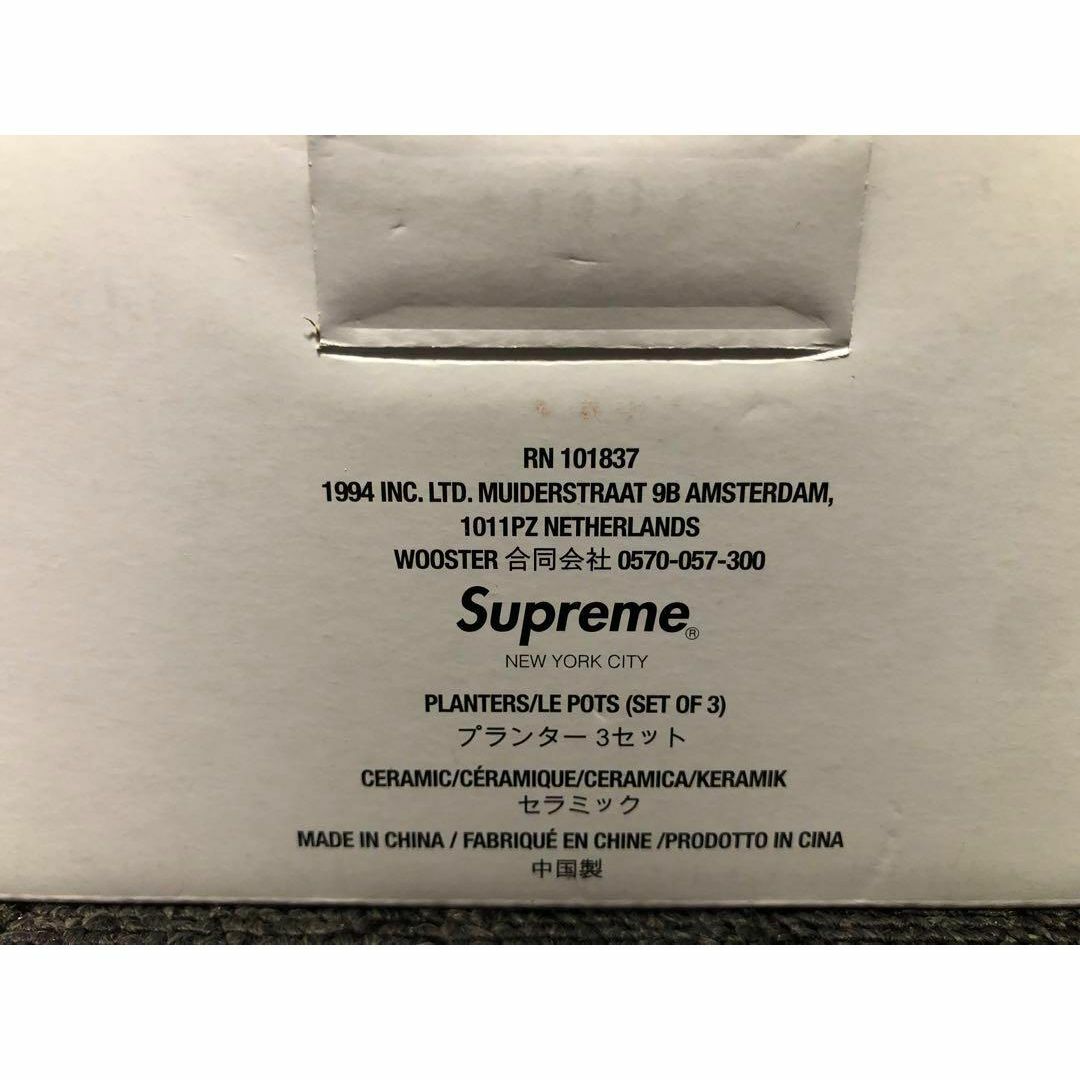 RN 101837
1994 INC. LTD. MUIDERSTRAAT 9B AMSTERDAM,
1011PZ NETHERLANDS
WOOSTER 合同会社 0570-057-300
Supreme®
NEW YORK CITY
PLANTERS/LE POTS (SET OF 3)
プランター 3セット
CERAMIC/CÉRAMIQUE/CERAMICA/KERAMIK
セラミック
MADE IN CHINA / FABRIQUÉ EN CHINE /PRODOTTO IN CINA
中国製